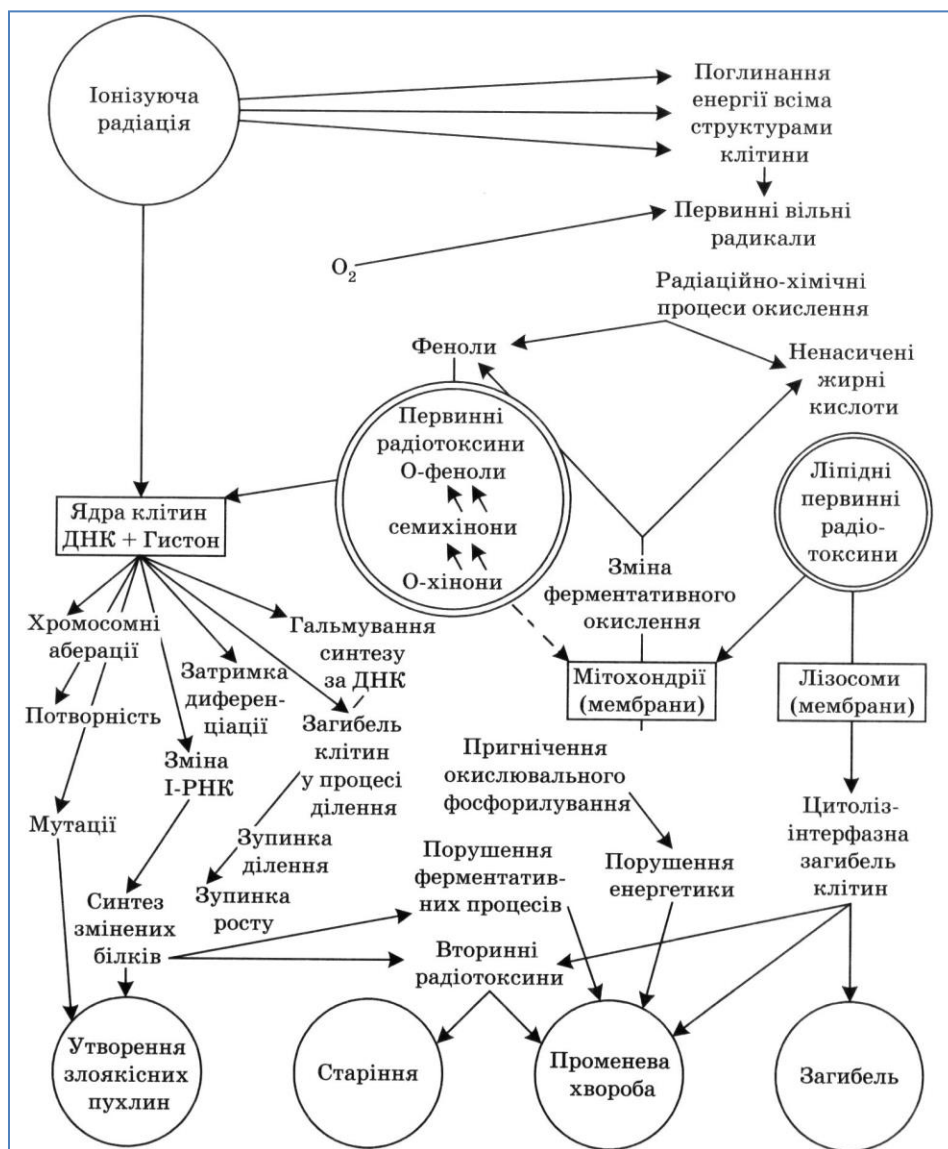 Іонізуюча
радіація
Поглинання
енергії всіма
структурами
клітини
Первинні вільні
радикали
O₂
Радіаційно-хімічні
процеси окислення
Феноли
Ненасичені
жирні
кислоти
Первинні
радіотоксини
О-феноли
семихінони
О-хінони
Ліпідні
первинні
радіо-
токсини
Ядра клітин
ДНК + Гистон
Зміна
ферментативного
окислення
Хромосомні
аберації
Гальмування
синтезу
за ДНК
Затримка
диферен-
ціації
Мітохондрії
(мембрани)
Лізосоми
(мембрани)
Потворність
Загибель
клітин
у процесі
ділення
Зміна
І-РНК
Пригнічення
окислювального
фосфорилування
Мутації
Цитоліз-
інтерфазна
загибель
клітин
Зупинка
ділення
Порушення
ферментатив-
них процесів
Порушення
енергетики
Зупинка
росту
Синтез
змінених
білків
Вторинні
радіотоксини
Утворення
злоякісних
пухлин
Старіння
Променева
хвороба
Загибель